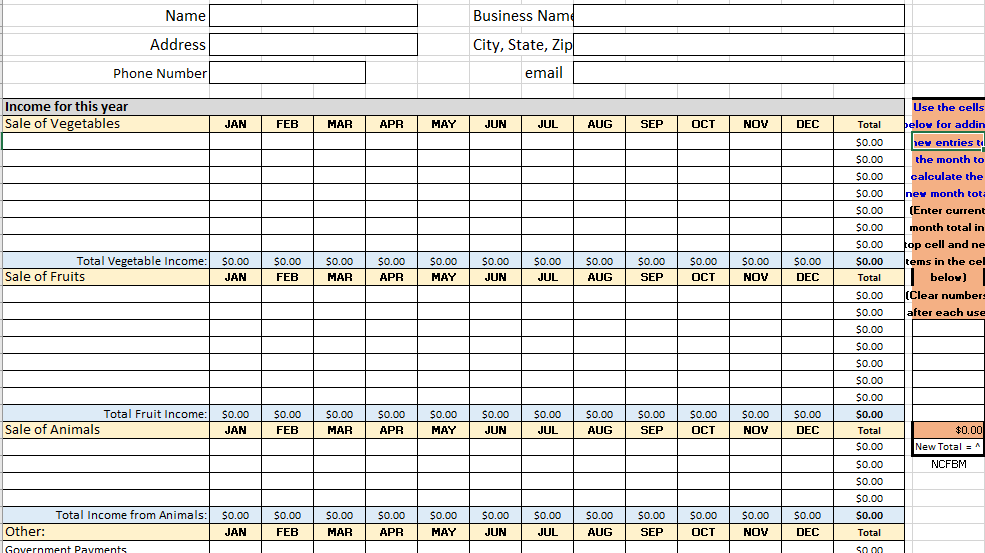 Name Business Name
Address City, State, Zip
Phone Number email
Income for this year
Sale of Vegetables JAN FEB MAR APR MAY JUN JUL AUG SEP OCT NOV DEC Total
$0.00
$0.00
$0.00
$0.00
$0.00
$0.00
$0.00
Total Vegetable Income: $0.00 $0.00 $0.00 $0.00 $0.00 $0.00 $0.00 $0.00 $0.00 $0.00 $0.00 $0.00 $0.00
Sale of Fruits JAN FEB MAR APR MAY JUN JUL AUG SEP OCT NOV DEC Total
$0.00
$0.00
$0.00
$0.00
$0.00
$0.00
$0.00
Total Fruit Income: $0.00 $0.00 $0.00 $0.00 $0.00 $0.00 $0.00 $0.00 $0.00 $0.00 $0.00 $0.00 $0.00
Sale of Animals JAN FEB MAR APR MAY JUN JUL AUG SEP OCT NOV DEC Total
$0.00
$0.00
$0.00
$0.00
Total Income from Animals: $0.00 $0.00 $0.00 $0.00 $0.00 $0.00 $0.00 $0.00 $0.00 $0.00 $0.00 $0.00 $0.00
Other: JAN FEB MAR APR MAY JUN JUL AUG SEP OCT NOV DEC Total
Government Payments $0.00
Use the cells
elow for addin
new entries t
the month to
calculate the
new month tota
(Enter current
month total in
top cell and ne
tems in the cel
below)
(Clear numbers
after each use
$0.00
New Total = ^
NCFBM